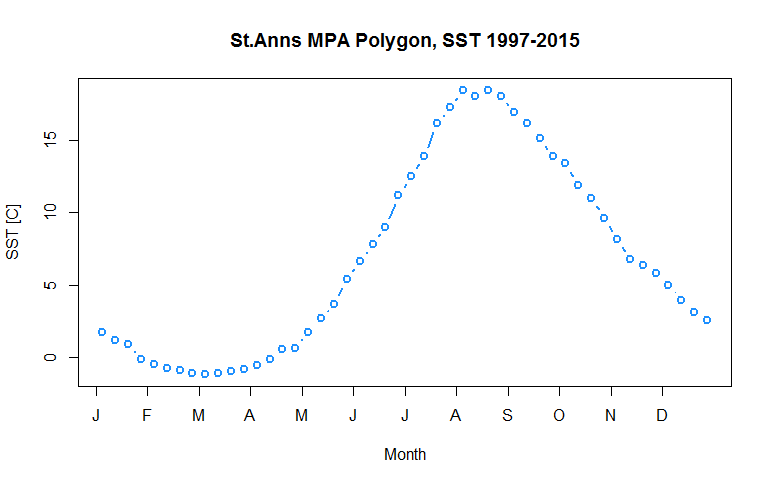 St.Anns MPA Polygon, SST 1997-2015
SST [C]
15
10
5
0
J F M A M J J A S O N D
Month